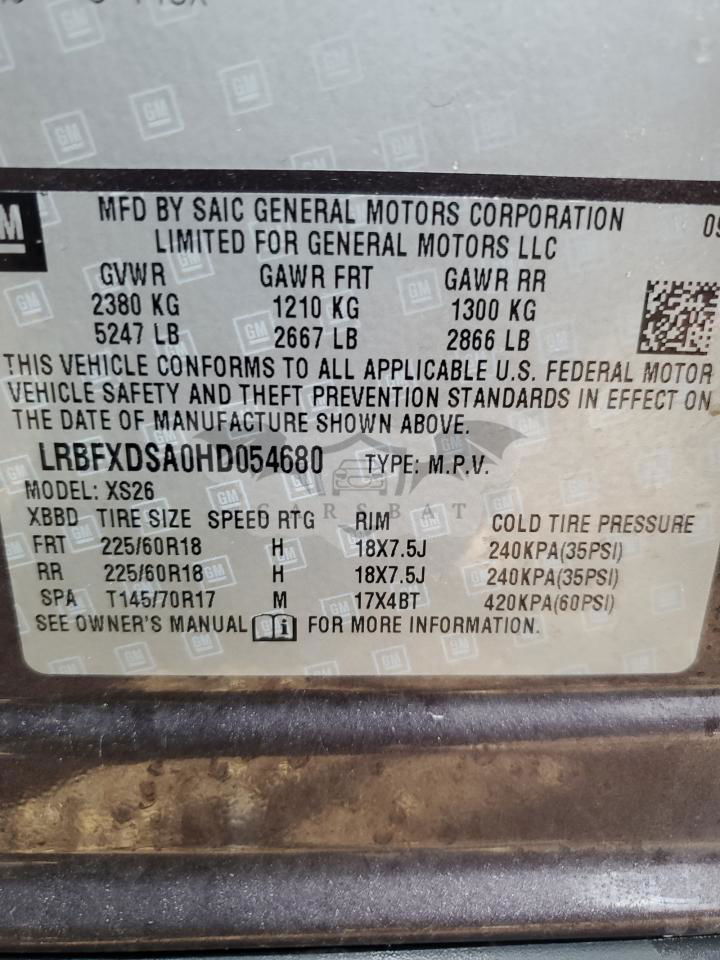 GM
MFD BY SAIC GENERAL MOTORS CORPORATION
LIMITED FOR GENERAL MOTORS LLC
GVWR GAWR FRT GAWR RR
2380 KG 1210 KG 1300 KG
5247 LB 2667 LB 2866 LB
THIS VEHICLE CONFORMS TO ALL APPLICABLE U.S. FEDERAL MOTOR
VEHICLE SAFETY AND THEFT PREVENTION STANDARDS IN EFFECT ON
THE DATE OF MANUFACTURE SHOWN ABOVE.
LRBFXDSA0HD054680 TYPE: M.P.V.
MODEL: XS26
CARSBAT
XBBD TIRE SIZE SPEED RTG RIM COLD TIRE PRESSURE
FRT 225/60R18 H 18X7.5J 240KPA(35PSI)
RR 225/60R18 H 18X7.5J 240KPA(35PSI)
SPA T145/70R17 M 17X4BT 420KPA(60PSI)
SEE OWNER'S MANUAL i FOR MORE INFORMATION.